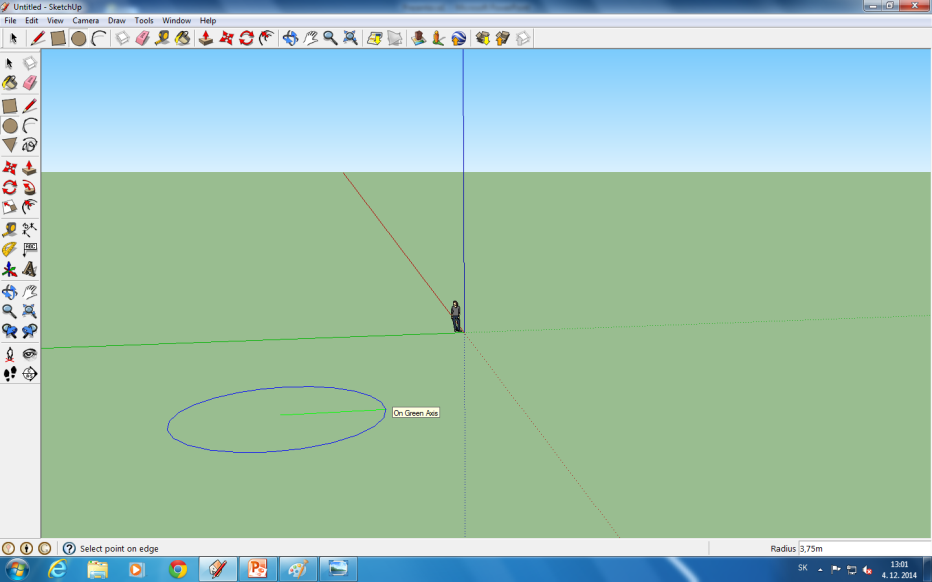 Untitled - SketchUp
File Edit View Camera Draw Tools Window Help
ABC
On Green Axis
Select point on edge
Radius 3,75m
SK
13:01
4. 12. 2014